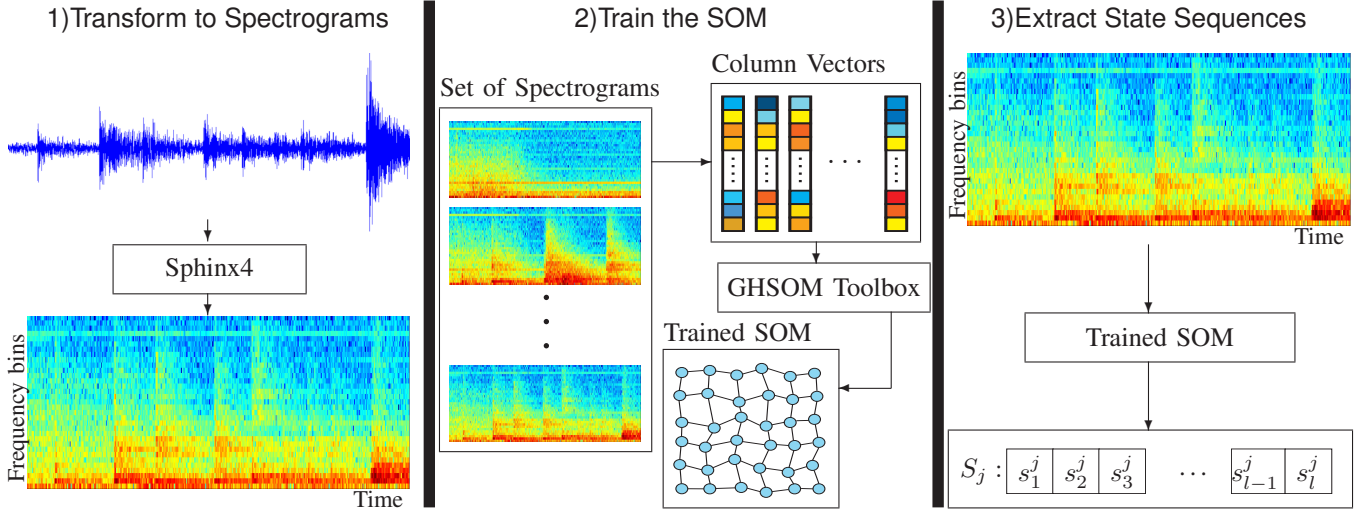 1)Transform to Spectrograms
Sphinx4
Frequency bins
Time
2)Train the SOM
Set of Spectrograms
Column Vectors
GHSOM Toolbox
Trained SOM
3)Extract State Sequences
Frequency bins
Time
Trained SOM
S_j : s_1^j s_2^j s_3^j ··· s_{l-1}^j s_l^j